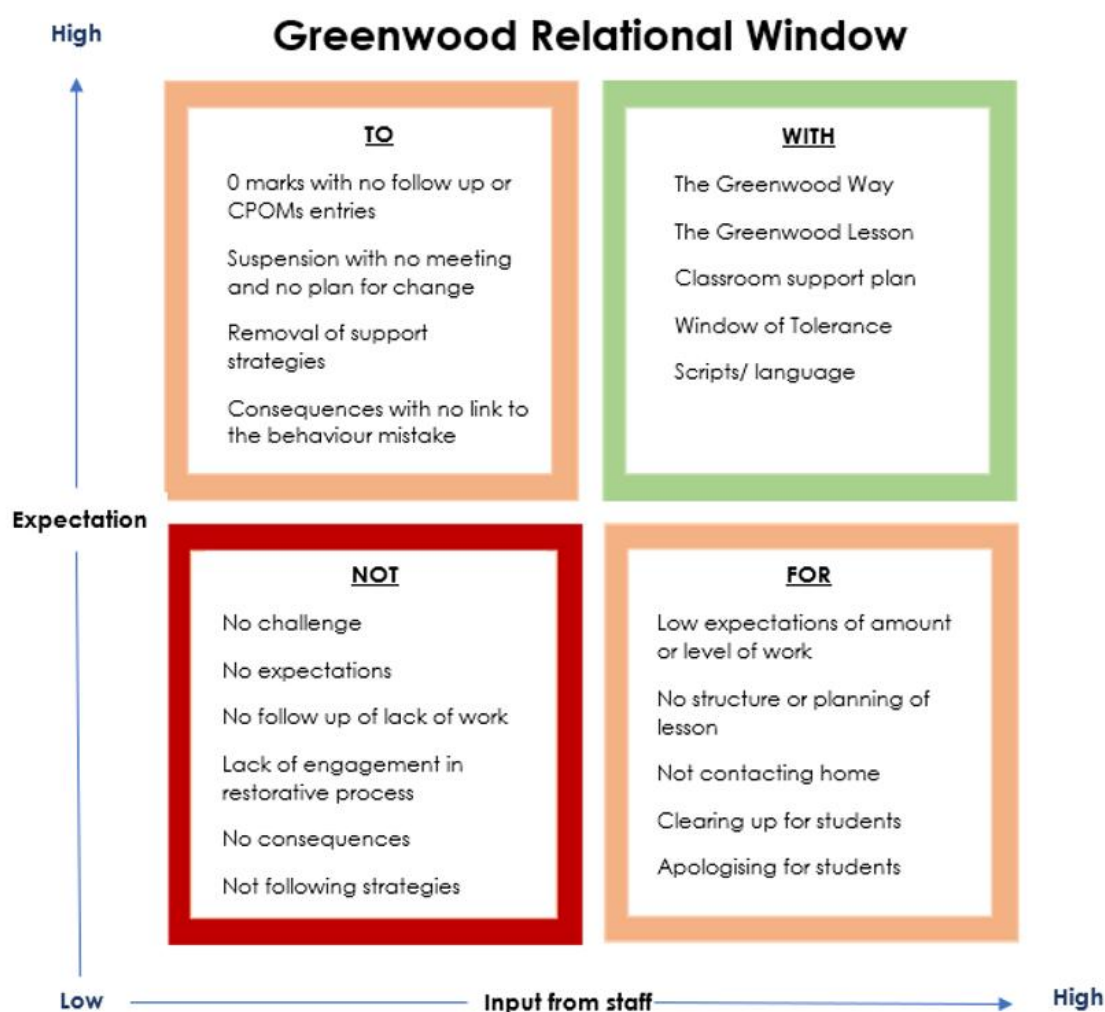 High
Greenwood Relational Window
TO
0 marks with no follow up or
CPOMs entries
Suspension with no meeting
and no plan for change
Removal of support
strategies
Consequences with no link to
the behaviour mistake
WITH
The Greenwood Way
The Greenwood Lesson
Classroom support plan
Window of Tolerance
Scripts/ language
Expectation
NOT
No challenge
No expectations
No follow up of lack of work
Lack of engagement in
restorative process
No consequences
Not following strategies
FOR
Low expectations of amount
or level of work
No structure or planning of
lesson
Not contacting home
Clearing up for students
Apologising for students
Low
Input from staff
High